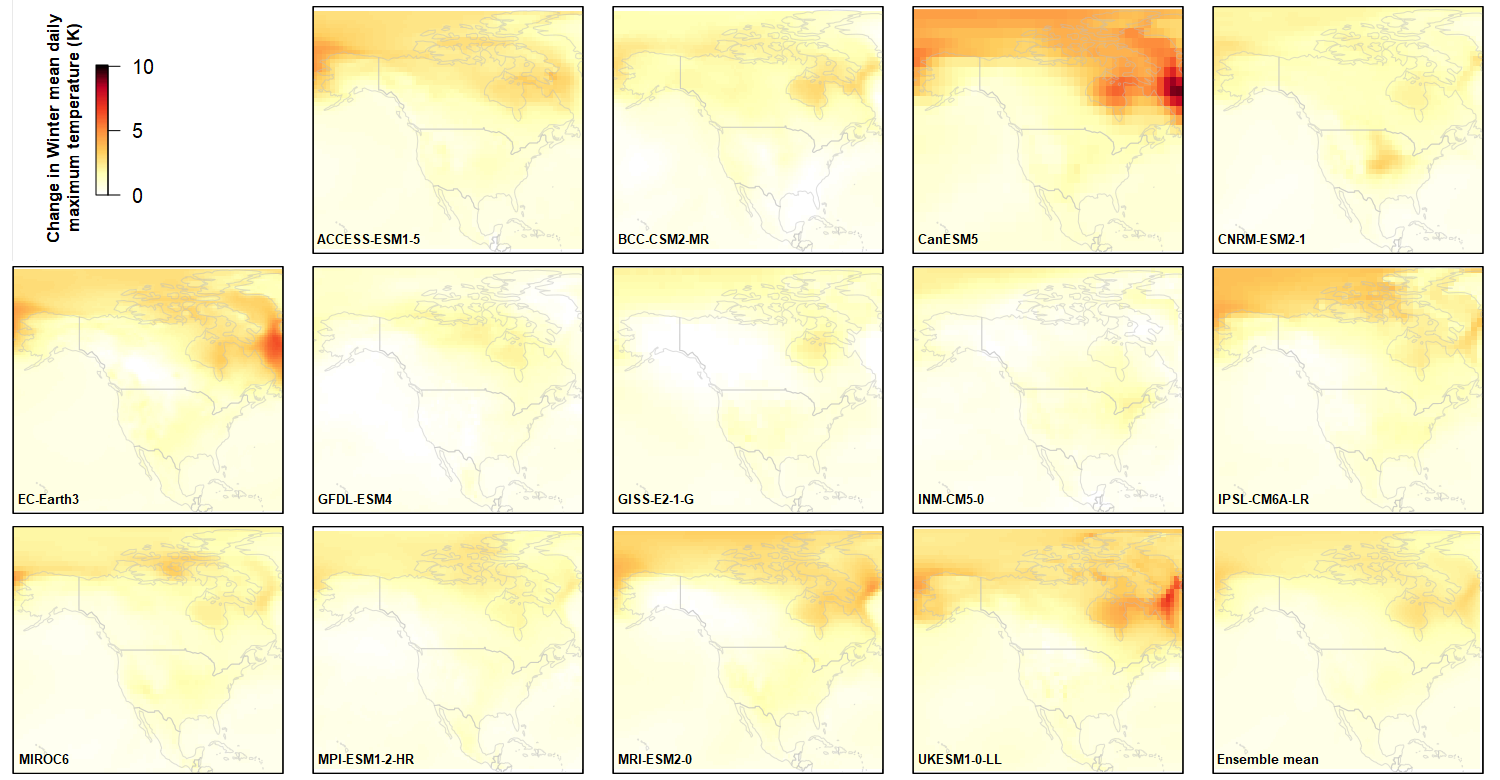 Change in Winter mean daily
maximum temperature (K)
10
5
0
ACCESS-ESM1-5
BCC-CSM2-MR
CanESM5
CNRM-ESM2-1
EC-Earth3
GFDL-ESM4
GISS-E2-1-G
INM-CM5-0
IPSL-CM6A-LR
MIROC6
MPI-ESM1-2-HR
MRI-ESM2-0
UKESM1-0-LL
Ensemble mean